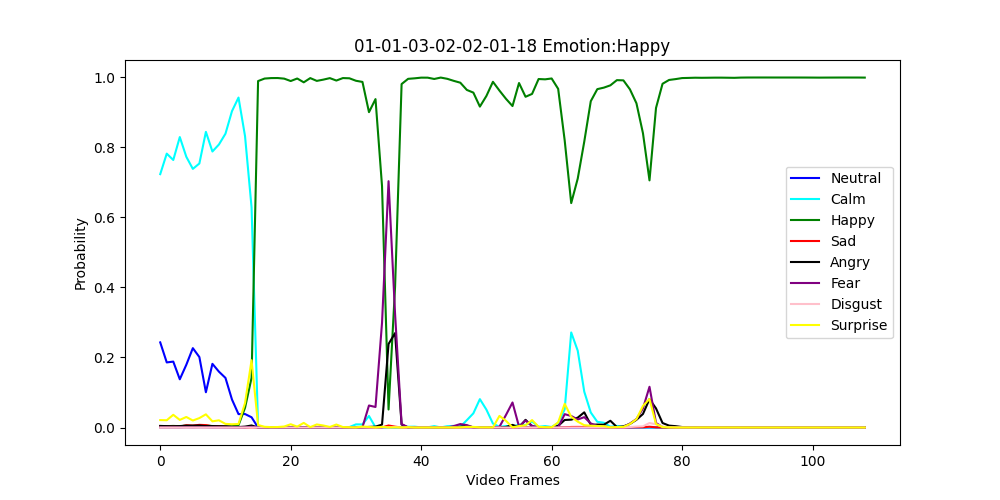 01-01-03-02-02-01-18 Emotion:Happy
Probability
1.0
0.8
0.6
0.4
0.2
0.0
Neutral
Calm
Happy
Sad
Angry
Fear
Disgust
Surprise
0 20 40 60 80 100
Video Frames